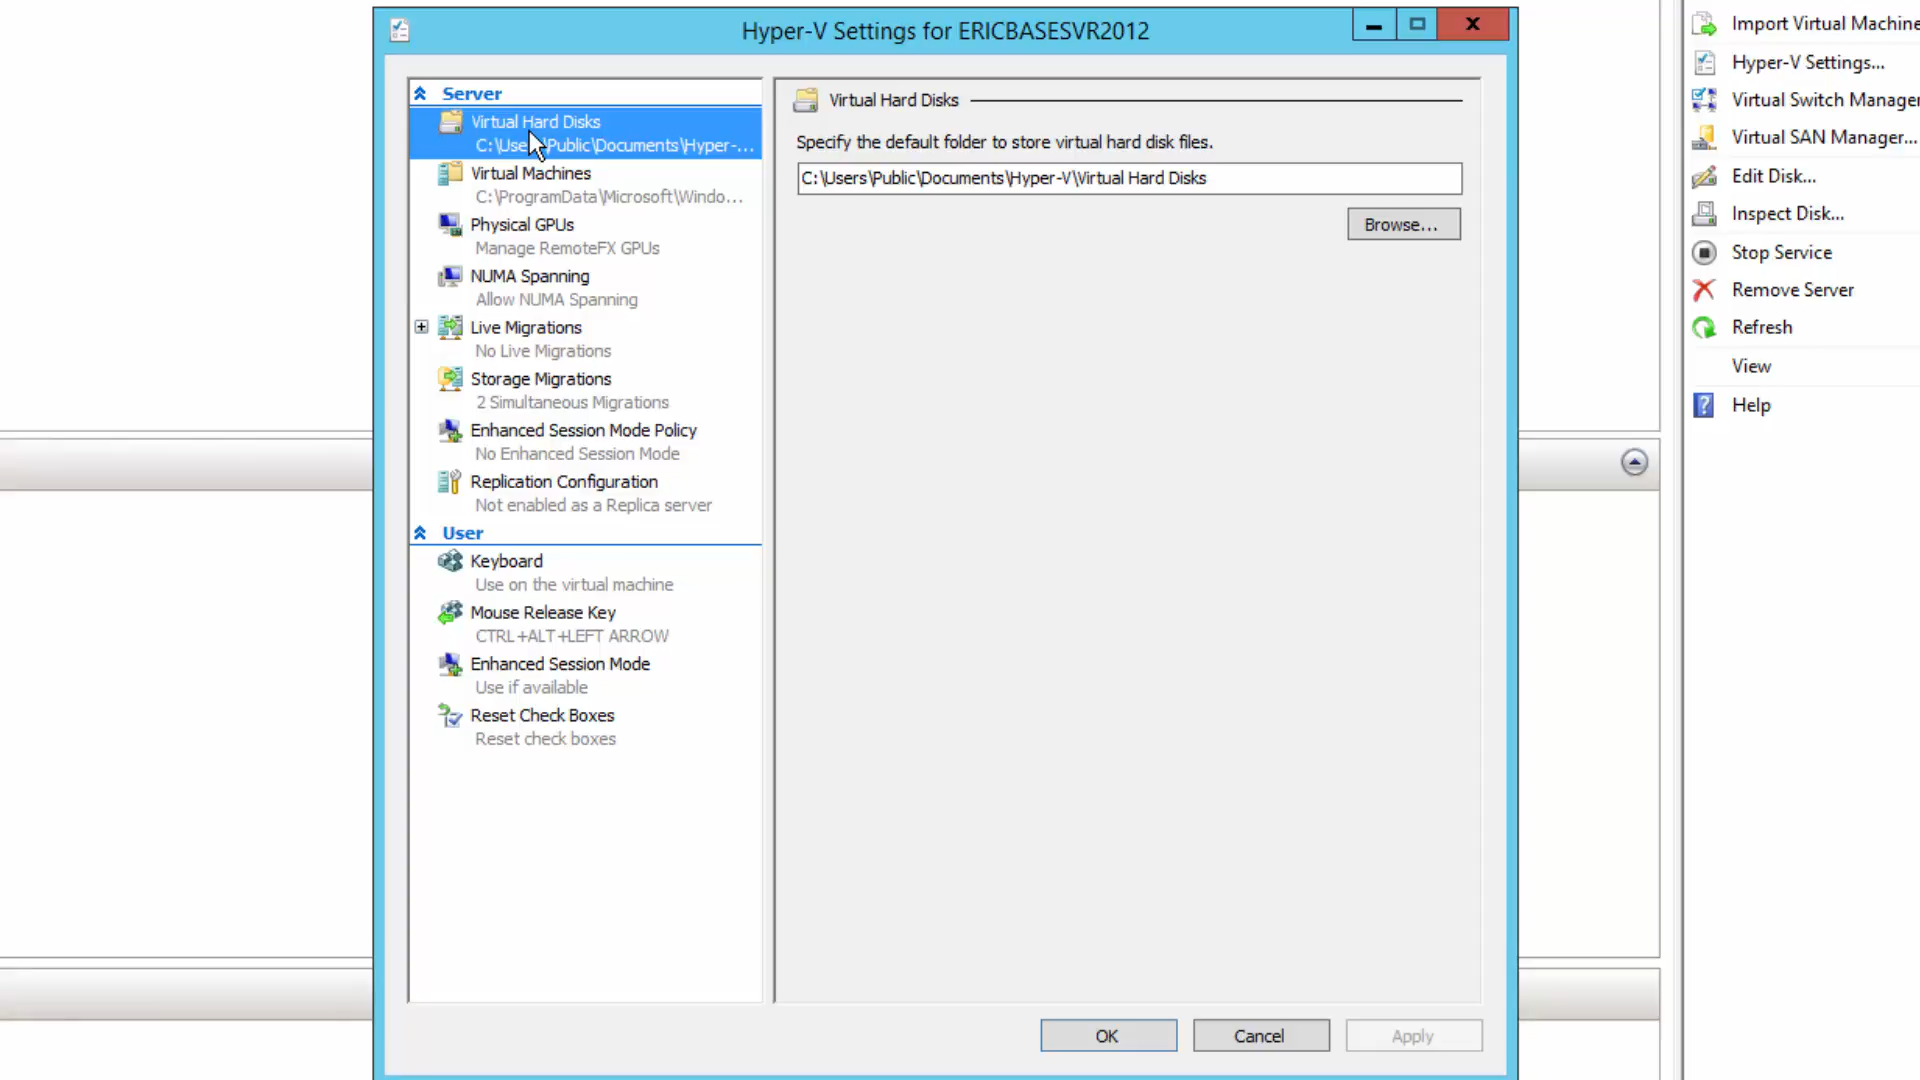 Hyper-V Settings for ERICBASESVR2012
Server
Virtual Hard Disks
C:\Users\Public\Documents\Hyper-...
Virtual Machines
C:\ProgramData\Microsoft\Windo...
Physical GPUs
Manage RemoteFX GPUs
NUMA Spanning
Allow NUMA Spanning
Live Migrations
No Live Migrations
Storage Migrations
2 Simultaneous Migrations
Enhanced Session Mode Policy
No Enhanced Session Mode
Replication Configuration
Not enabled as a Replica server
User
Keyboard
Use on the virtual machine
Mouse Release Key
CTRL+ALT+LEFT ARROW
Enhanced Session Mode
Use if available
Reset Check Boxes
Reset check boxes
Virtual Hard Disks
Specify the default folder to store virtual hard disk files.
C:\Users\Public\Documents\Hyper-V\Virtual Hard Disks
Browse...
OK
Cancel
Apply
Import Virtual Machine
Hyper-V Settings...
Virtual Switch Manager
Virtual SAN Manager...
Edit Disk...
Inspect Disk...
Stop Service
Remove Server
Refresh
View
Help